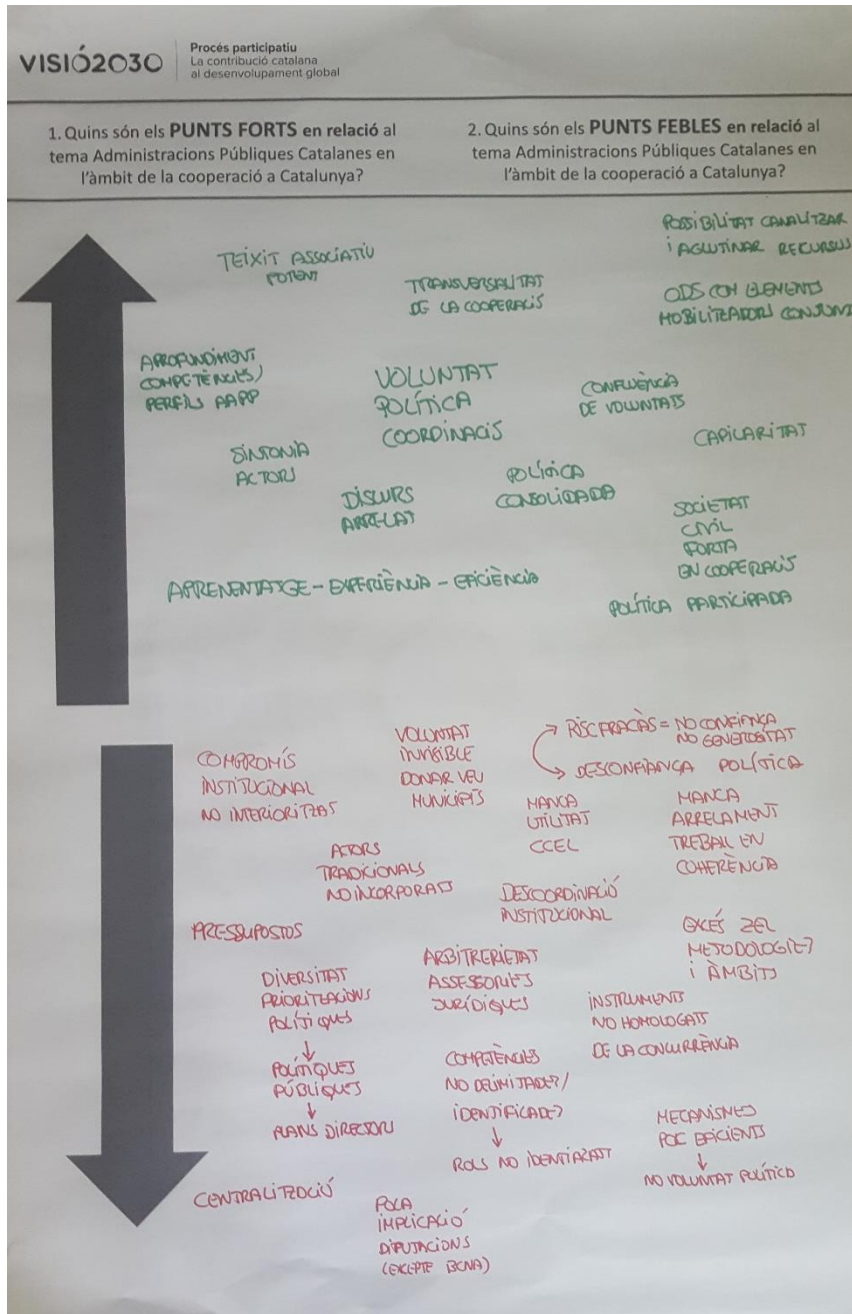 VISIÓ2030
Procés participatiu
La contribució catalana
al desenvolupament global
1. Quins són els PUNTS FORTS en relació al
tema Administracions Públiques Catalanes en
l'àmbit de la cooperació a Catalunya?
2. Quins són els PUNTS FEBLES en relació al
tema Administracions Públiques Catalanes en
l'àmbit de la cooperació a Catalunya?
TEIXIT ASSOCIATIU
POTENT
TRANSVERSALITAT
DE LA COOPERACIÓ
POSSIBILITAT CANALITZAR
i AGLUTINAR RECURSOS
ODS COM ELEMENTS
MOBILITZADORS CONJUNT
APROFUNDIMENT
COMPETÈNCIES/
PERFILS AAPP
VOLUNTAT
POLÍTICA
COORDINACIÓ
CONFLUÈNCIA
DE VOLUNTATS
CAPILARITAT
SINTONIA
ACTORS
DISCURS
ARRELAT
POLÍTICA
CONSOLIDADA
SOCIETAT
CIVIL
FORTA
EN COOPERACIÓ
APRENENTATGE - EXPERIÈNCIA - EFICIÈNCIA
POLÍTICA PARTICIPADA
COMPROMÍS
INSTITUCIONAL
NO INTERIORITZAT
VOLUNTAT
INVISIBLE
DONAR VEU
MUNICIPIS
RISC FRACÀS = NO CONFIANÇA
NO GENEROSITAT
DESCONFIANÇA POLÍTICA
MANCA
UTILITAT
CCEL
MANCA
ARRELAMENT
TREBALL EN
COHERÈNCIA
ACTORS
TRADICIONALS
NO INCORPORATS
DESCOORDINACIÓ
INSTITUCIONAL
PRESSUPOSTOS
EXCÉS ZEL
METODOLOGIES
i ÀMBITS
DIVERSITAT
PRIORITZACIONS
POLÍTIQUES
↓
POLÍTIQUES
PÚBLIQUES
↓
PLANS DIRECTORS
ARBITRERIETAT
ASSESSORIES
JURÍDIQUES
INSTRUMENTS
NO HOMOLOGATS
DE LA CONCURRÈNCIA
COMPETÈNCIES
NO DELIMITADES/
IDENTIFICADES
↓
ROLS NO IDENTIFICATS
MECANISMES
POC EFICIENTS
↓
NO VOLUNTAT POLÍTICA
CENTRALITZACIÓ
POCA
IMPLICACIÓ
DIPUTACIONS
(EXCEPTE BCNA)